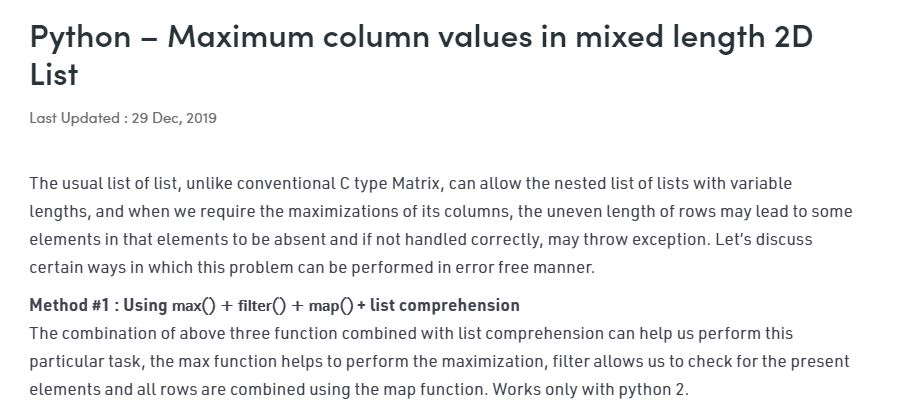 Python – Maximum column values in mixed length 2D
List
Last Updated : 29 Dec, 2019
The usual list of list, unlike conventional C type Matrix, can allow the nested list of lists with variable
lengths, and when we require the maximizations of its columns, the uneven length of rows may lead to some
elements in that elements to be absent and if not handled correctly, may throw exception. Let’s discuss
certain ways in which this problem can be performed in error free manner.
Method #1 : Using max() + filter() + map() + list comprehension
The combination of above three function combined with list comprehension can help us perform this
particular task, the max function helps to perform the maximization, filter allows us to check for the present
elements and all rows are combined using the map function. Works only with python 2.